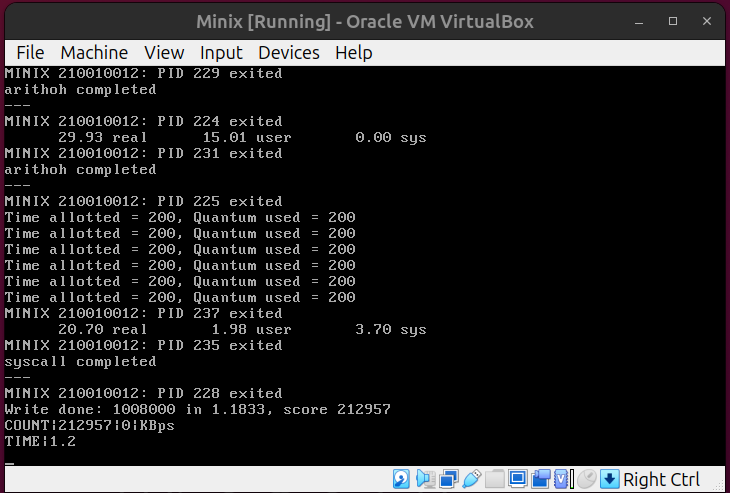 Minix [Running] - Oracle VM VirtualBox
File Machine View Input Devices Help
MINIX 210010012: PID 229 exited
arithoh completed
---
MINIX 210010012: PID 224 exited
29.93 real 15.01 user 0.00 sys
MINIX 210010012: PID 231 exited
arithoh completed
---
MINIX 210010012: PID 225 exited
Time allotted = 200, Quantum used = 200
Time allotted = 200, Quantum used = 200
Time allotted = 200, Quantum used = 200
Time allotted = 200, Quantum used = 200
Time allotted = 200, Quantum used = 200
Time allotted = 200, Quantum used = 200
MINIX 210010012: PID 237 exited
20.70 real 1.98 user 3.70 sys
MINIX 210010012: PID 235 exited
syscall completed
---
MINIX 210010012: PID 228 exited
Write done: 1008000 in 1.1833, score 212957
COUNT|212957|0|KBps
TIME|1.2
Right Ctrl